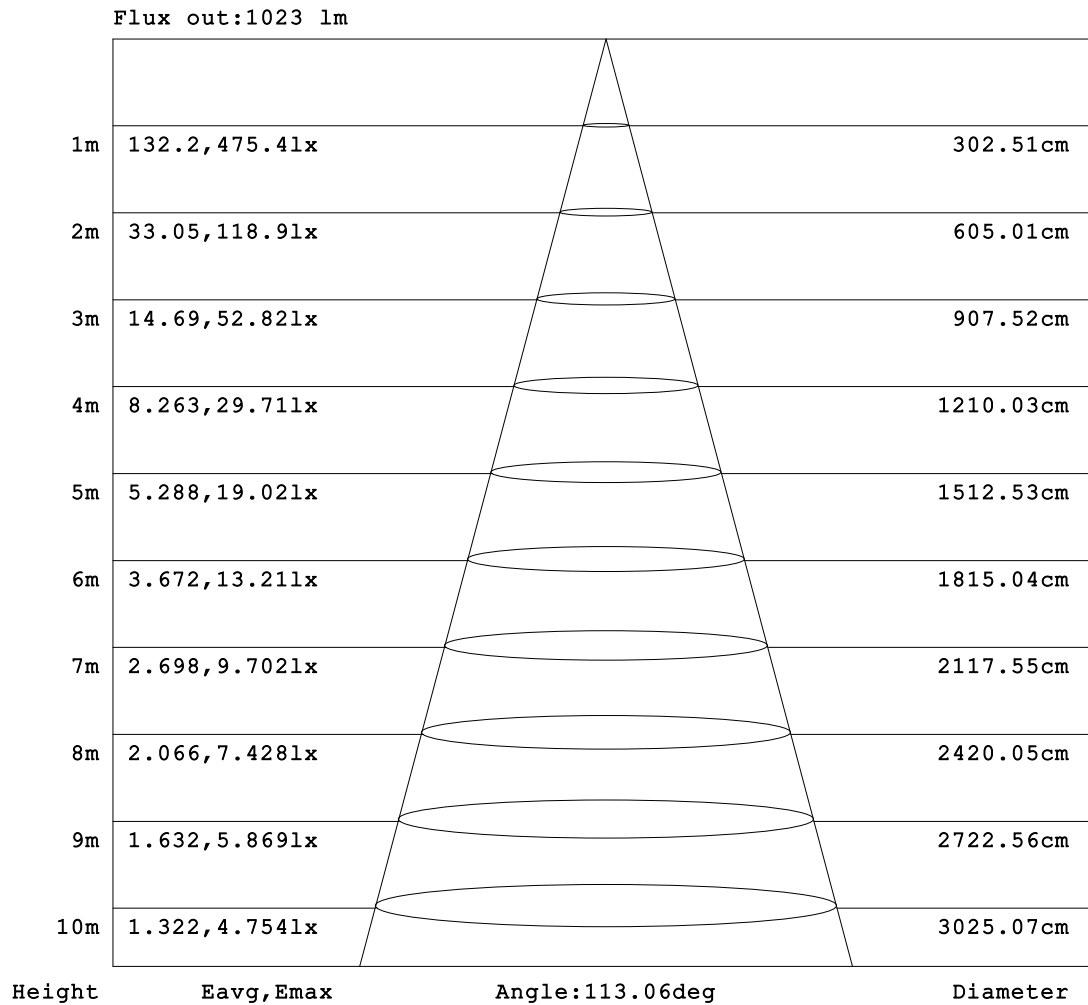 Flux out:1023 lm
1m 132.2,475.4lx 302.51cm
2m 33.05,118.9lx 605.01cm
3m 14.69,52.82lx 907.52cm
4m 8.263,29.71lx 1210.03cm
5m 5.288,19.02lx 1512.53cm
6m 3.672,13.21lx 1815.04cm
7m 2.698,9.702lx 2117.55cm
8m 2.066,7.428lx 2420.05cm
9m 1.632,5.869lx 2722.56cm
10m 1.322,4.754lx 3025.07cm
Height Eavg,Emax Angle:113.06deg Diameter